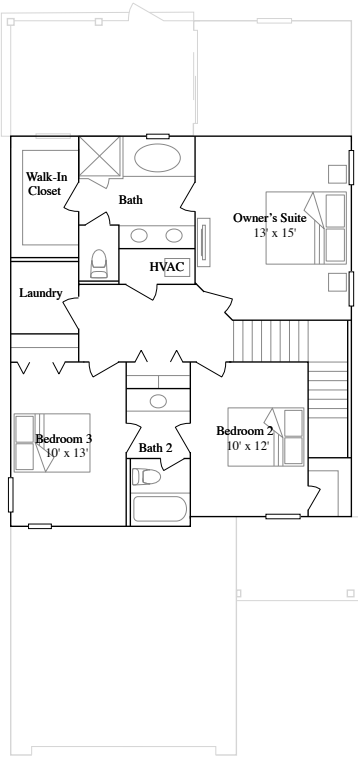 Walk-In
Closet
Bath
Owner's Suite
13' x 15'
HVAC
Laundry
Bedroom 3
10' x 13'
Bath 2
Bedroom 2
10' x 12'